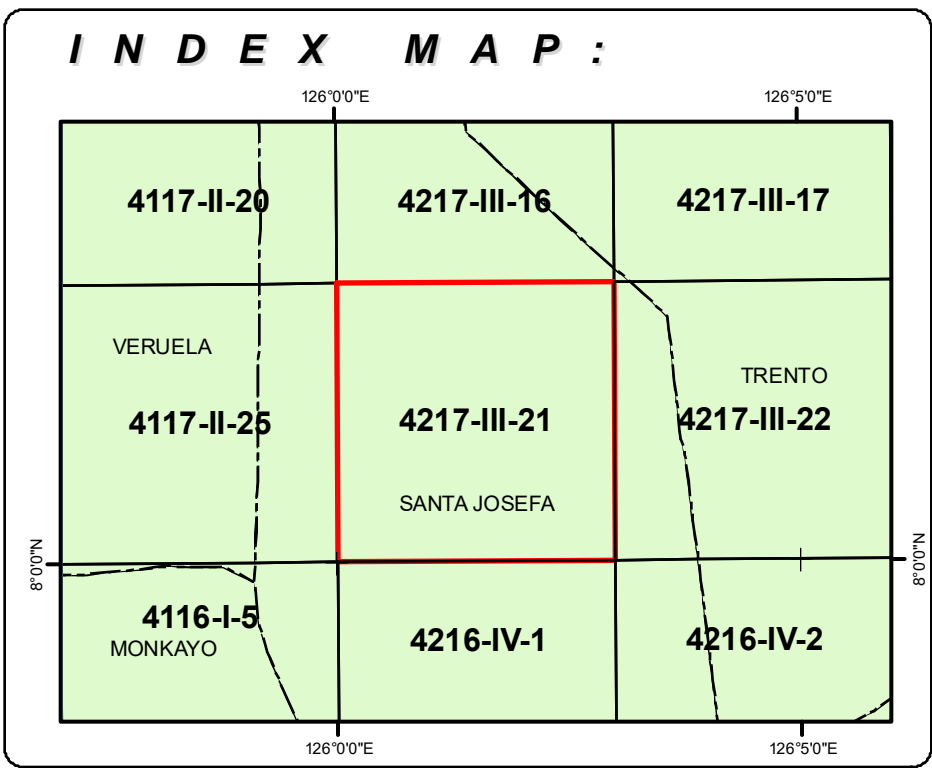 INDEX MAP:
126°0'0"E 126°5'0"E
4117-II-20 4217-III-16 4217-III-17
VERUELA
TRENTO
4117-II-25 4217-III-21 4217-III-22
SANTA JOSEFA
8°0'0"N 8°0'0"N
4116-I-5
MONKAYO 4216-IV-1 4216-IV-2
126°0'0"E 126°5'0"E